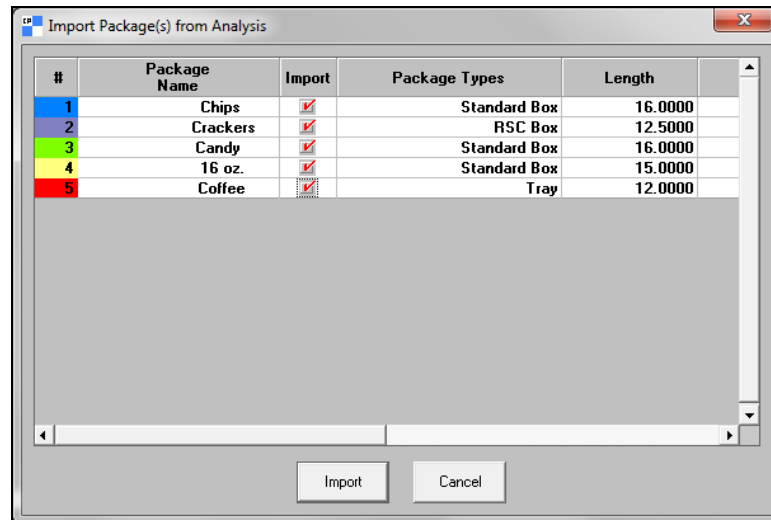 CP Import Package(s) from Analysis
# Package Name Import Package Types Length
1 Chips Standard Box 16.0000
2 Crackers RSC Box 12.5000
3 Candy Standard Box 16.0000
4 16 oz. Standard Box 15.0000
5 Coffee Tray 12.0000
Import Cancel